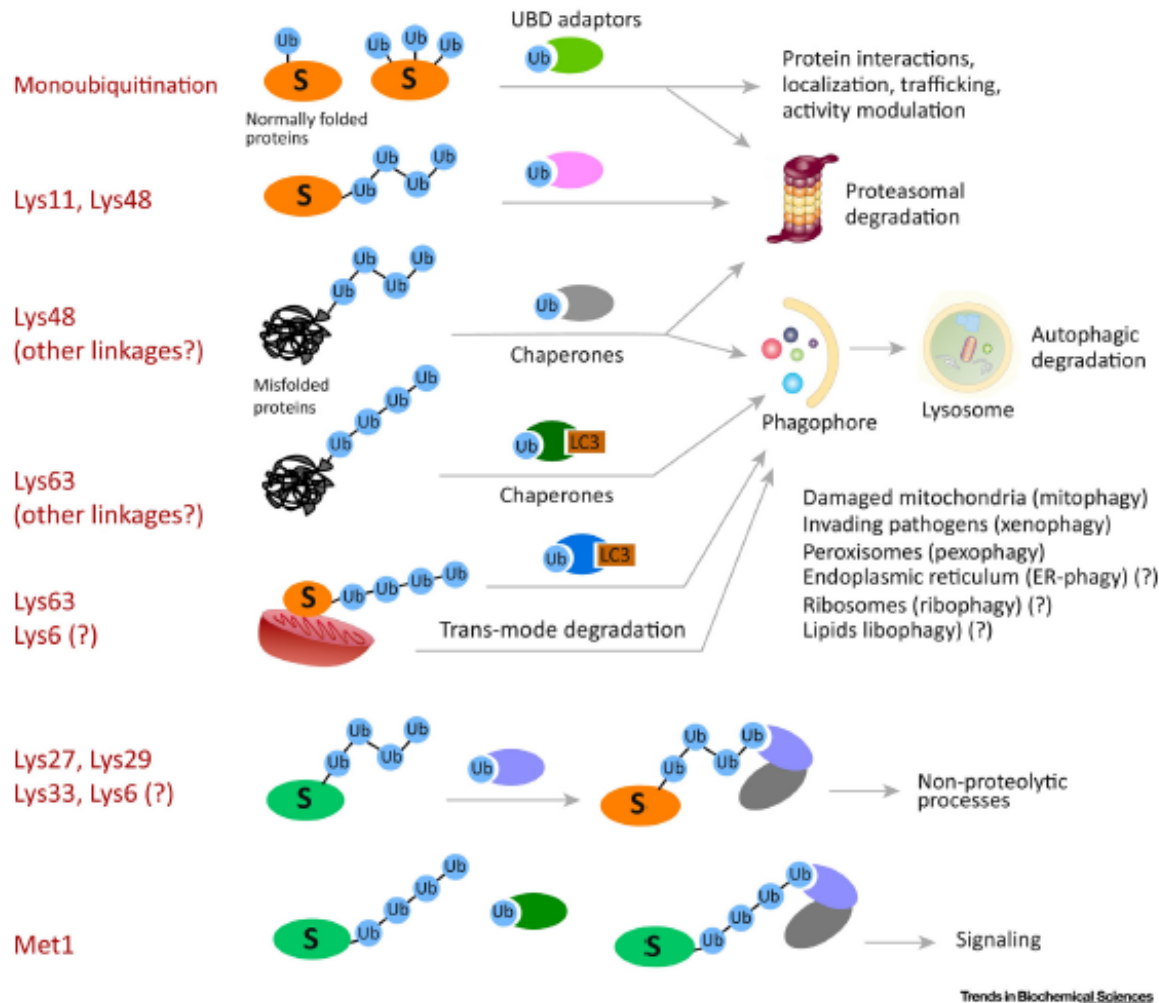 UBD adaptors
Ub
Ub Ub Ub
Ub
Monoubiquitination
S
S
Protein interactions,
localization, trafficking,
activity modulation
Normally folded
proteins
Lys11, Lys48
S
Ub
Ub
Ub
Ub
Ub
Ub
Proteasomal
degradation
Lys48
(other linkages?)
Ub
Ub
Ub
Ub
Ub
Ub
Chaperones
Misfolded
proteins
Phagophore
Lysosome
Autophagic
degradation
Lys63
(other linkages?)
Ub
Ub
Ub
Ub
Ub
LC3
Chaperones
Damaged mitochondria (mitophagy)
Invading pathogens (xenophagy)
Peroxisomes (pexophagy)
Endoplasmic reticulum (ER-phagy) (?)
Ribosomes (ribophagy) (?)
Lipids libophagy) (?)
Lys63
Lys6 (?)
S
Ub
Ub
Ub
Ub
Ub
LC3
Trans-mode degradation
Lys27, Lys29
Lys33, Lys6 (?)
S
Ub
Ub
Ub
Ub
Ub
Ub
S
Ub
Ub
Ub
Ub
Ub
Non-proteolytic
processes
Met1
S
Ub
Ub
Ub
Ub
Ub
S
Ub
Ub
Ub
Ub
Signaling
Trends in Biochemical Sciences